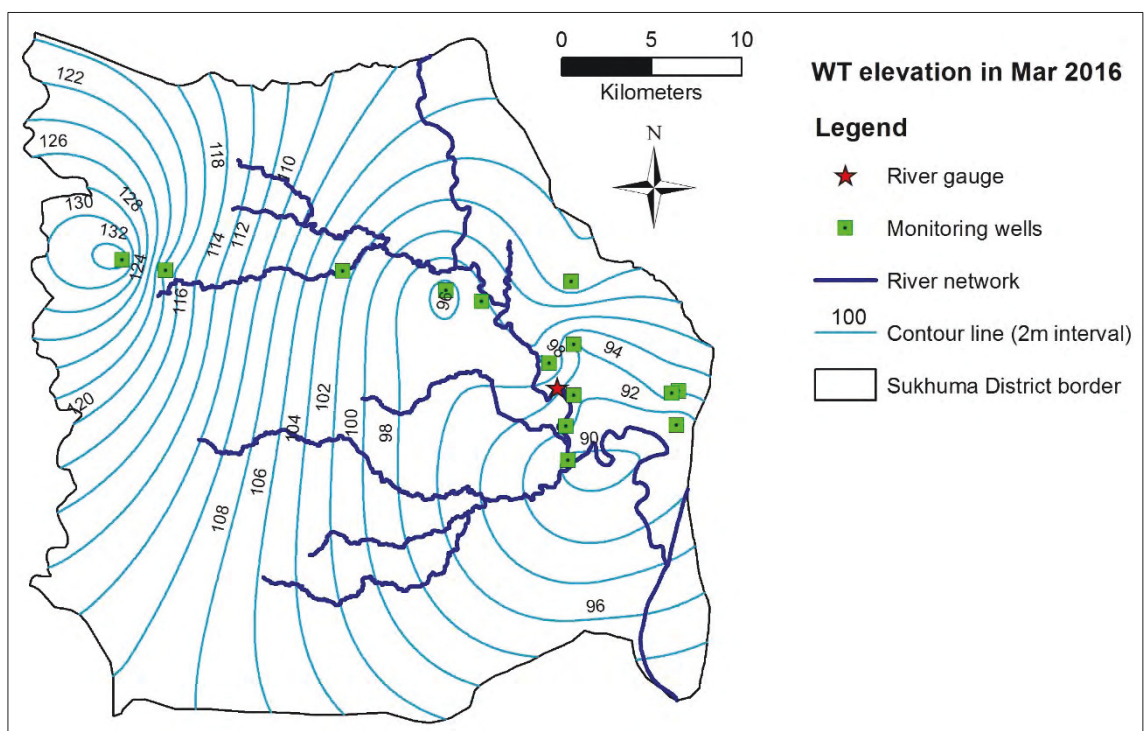 0 5 10
Kilometers
N
WT elevation in Mar 2016
Legend
River gauge
Monitoring wells
River network
100
Contour line (2m interval)
Sukhuma District border
122
126
118
110
128
130
132
114
112
124
116
96
98
94
92
120
102
100
104
98
90
106
108
96